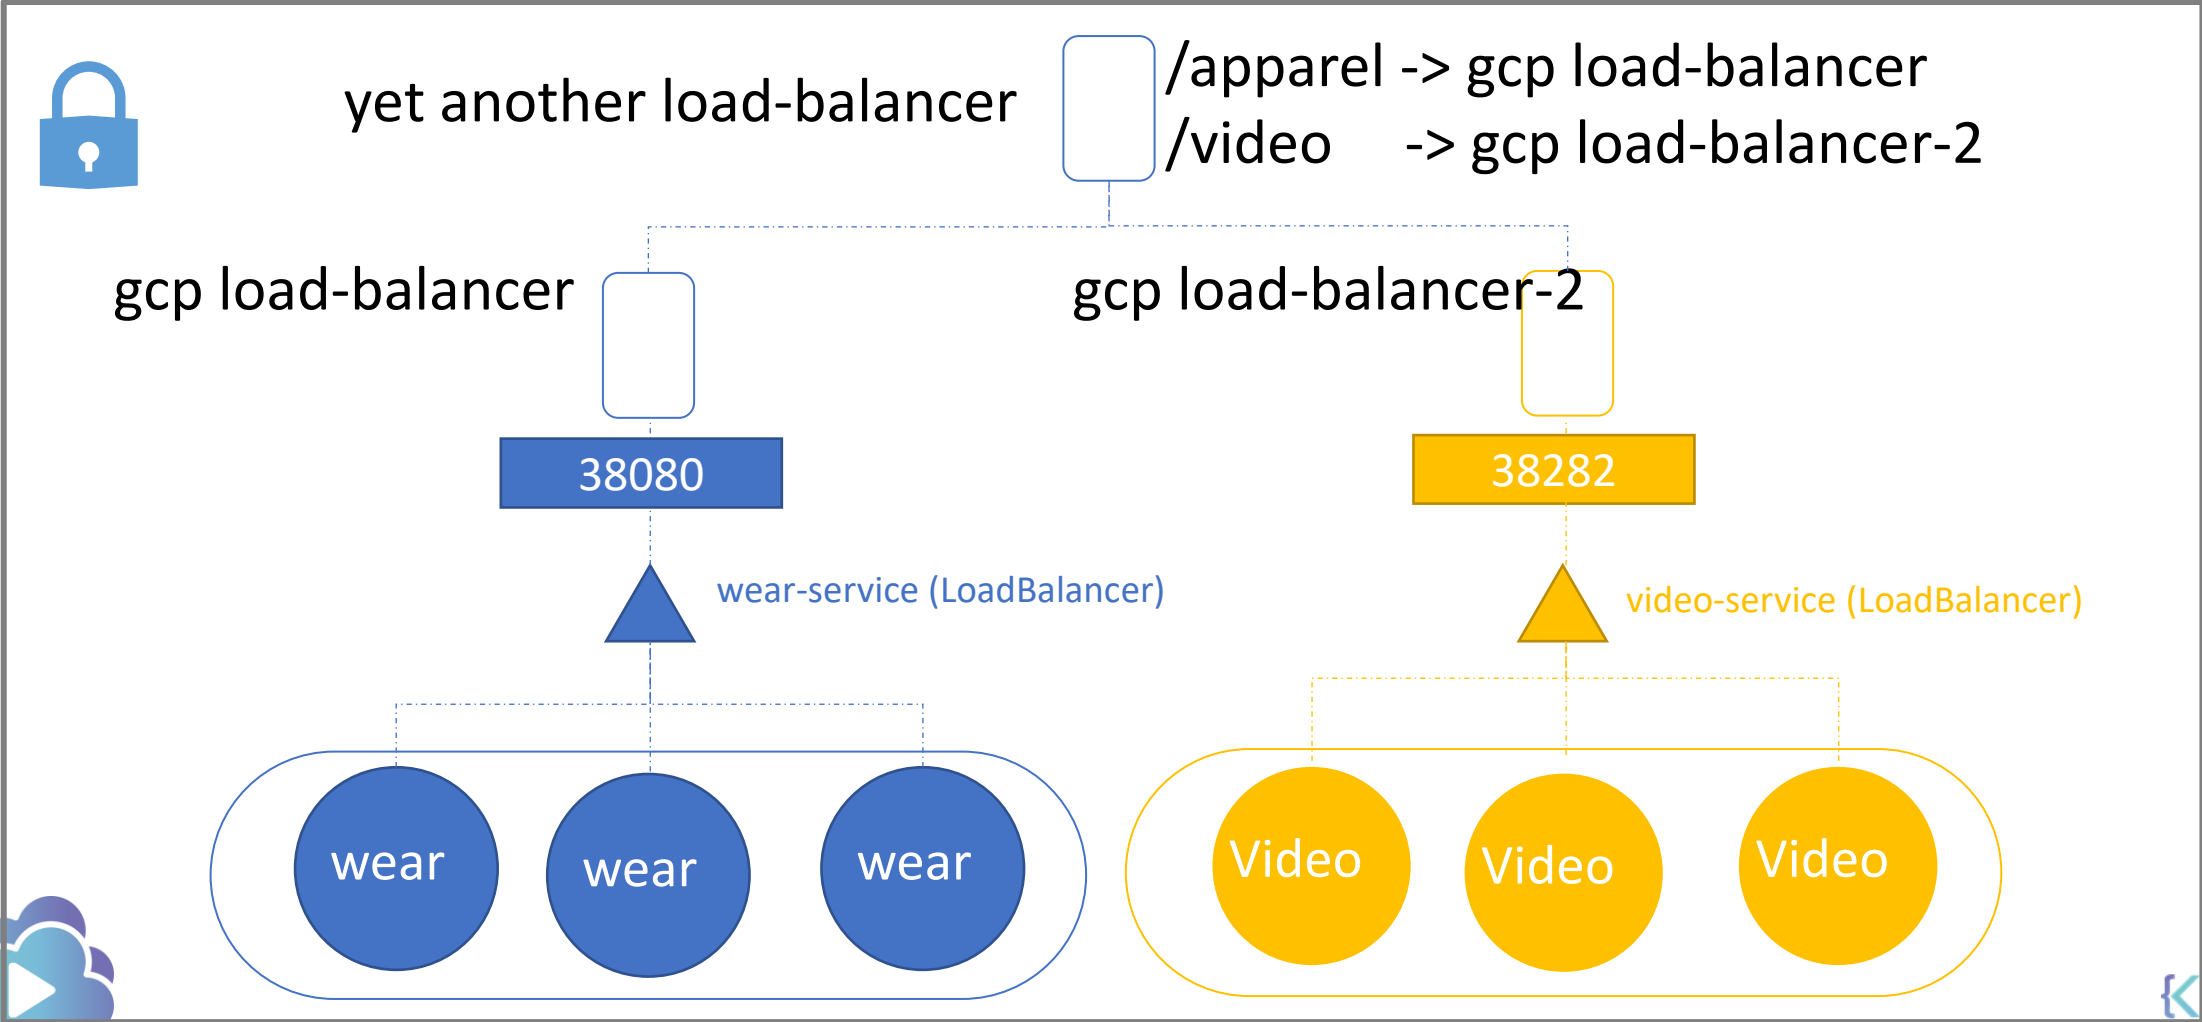 yet another load-balancer
/apparel -> gcp load-balancer
/video -> gcp load-balancer-2
gcp load-balancer
gcp load-balancer-2
38080
38282
wear-service (LoadBalancer)
video-service (LoadBalancer)
wear
wear
wear
Video
Video
Video
{K